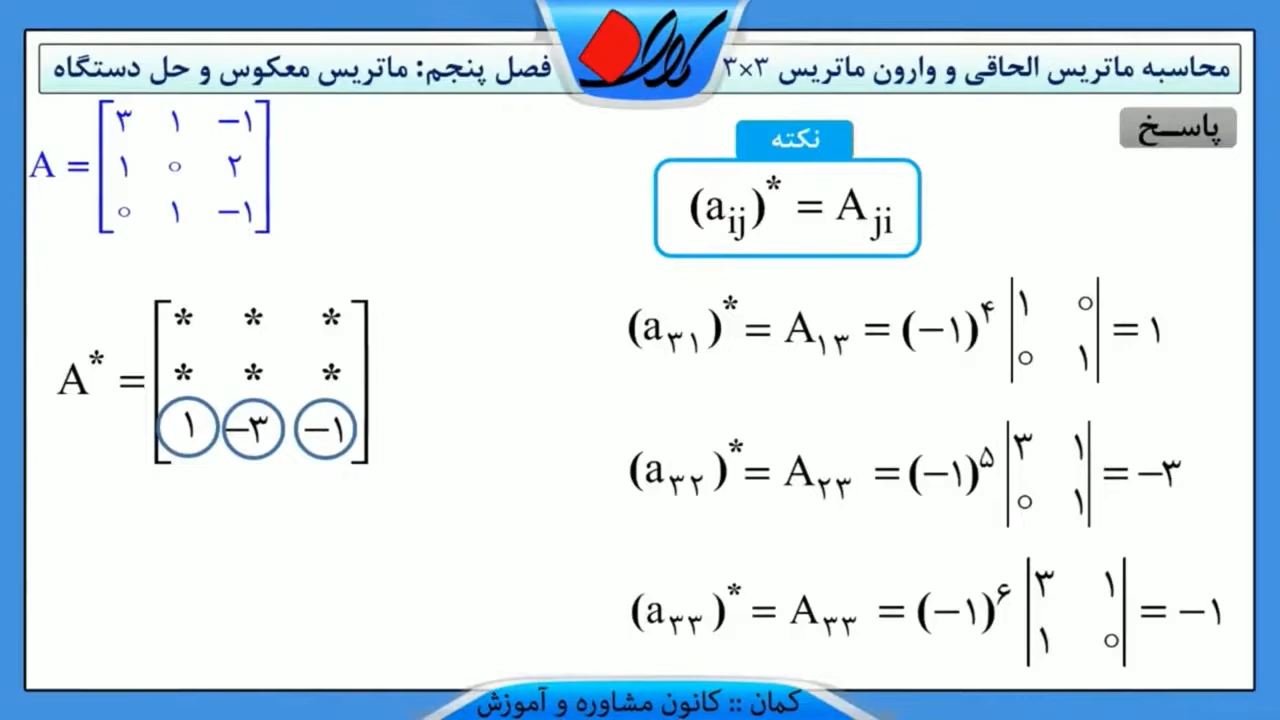 محاسبه ماتریس الحاقی و وارون ماتریس ۳×۳
کمان
فصل پنجم: ماتریس معکوس و حل دستگاه
پاسـخ
نکته
(a_ij)^* = A_ji
A = [۳ ۱ −۱
۱ ۰ ۲
۰ ۱ −۱]
A^* = [* * *
* * *
۱ −۳ −۱]
(a_۳۱)^* = A_۱۳ = (−۱)^۴ |۱ ۰
۰ ۱| = ۱
(a_۳۲)^* = A_۲۳ = (−۱)^۵ |۳ ۱
۰ ۱| = −۳
(a_۳۳)^* = A_۳۳ = (−۱)^۶ |۳ ۱
۱ ۰| = −۱
کمان :: کانون مشاوره و آموزش